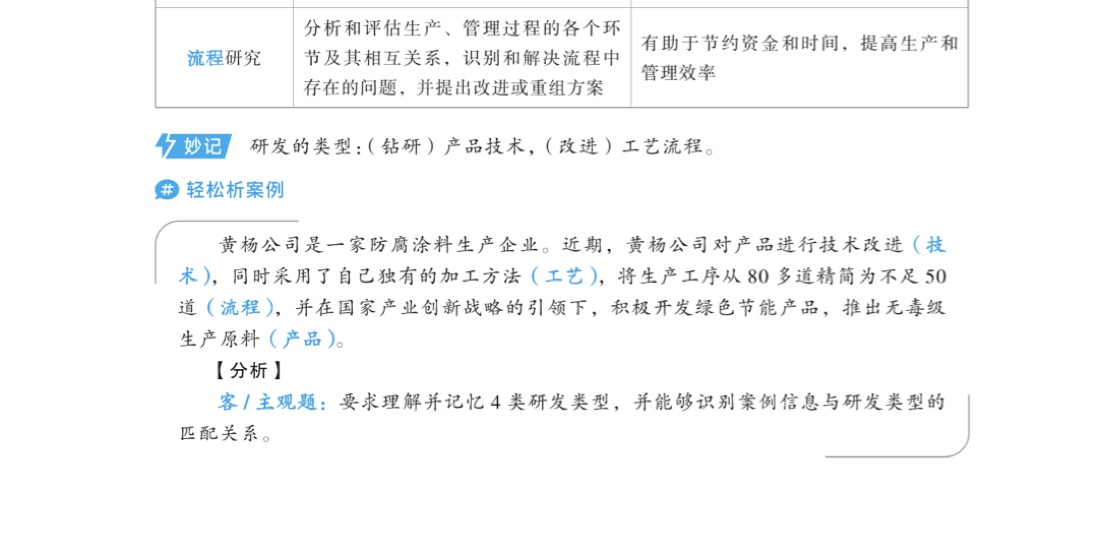 流程研究
分析和评估生产、管理过程的各个环
节及其相互关系，识别和解决流程中
存在的问题，并提出改进或重组方案
有助于节约资金和时间，提高生产和
管理效率
妙记 研发的类型：（钻研）产品技术，（改进）工艺流程。
# 轻松析案例
黄杨公司是一家防腐涂料生产企业。近期，黄杨公司对产品进行技术改进（技
术），同时采用了自己独有的加工方法（工艺），将生产工序从 80 多道精简为不足 50
道（流程），并在国家产业创新战略的引领下，积极开发绿色节能产品，推出无毒级
生产原料（产品）。
【分析】
客 / 主观题：要求理解并记忆 4 类研发类型，并能够识别案例信息与研发类型的
匹配关系。